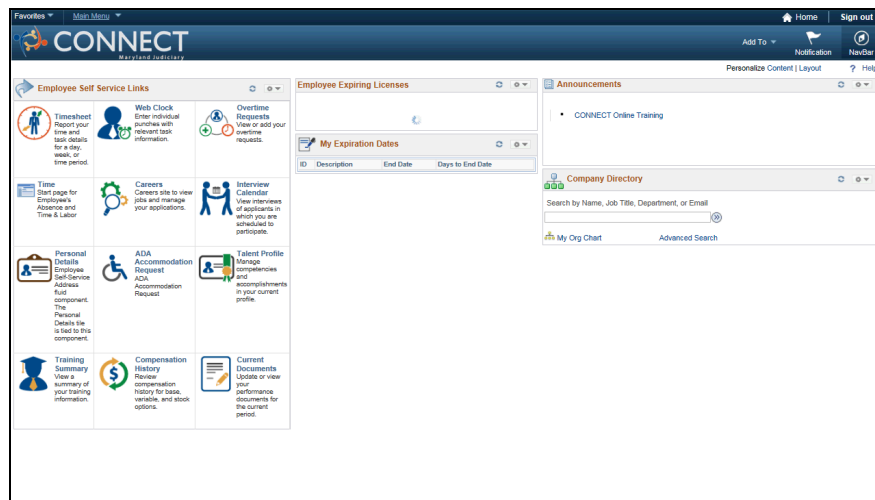 Favorites
Main Menu
Home
Sign out
CONNECT
Maryland Judiciary
Add To
Notification
NavBar
Personalize Content | Layout
? Help
Employee Self Service Links
Timesheet
Report your
time and
task details
for a day,
week, or
time period.
Web Clock
Enter individual
punches with
relevant task
information.
Overtime
Requests
View or add your
overtime
requests.
Time
Start page for
Employee's
Absence and
Time & Labor
Careers
Careers site to view
jobs and manage
your applications.
Interview
Calendar
View interviews
of applicants in
which you are
scheduled to
participate.
Personal
Details
Employee
Self-Service
Address
fluid
component.
The
Personal
Details tile
is tied to this
component.
ADA
Accommodation
Request
ADA
Accommodation
Request
Talent Profile
Manage
competencies
and
accomplishments
in your current
profile.
Training
Summary
View a
summary of
your training
information.
Compensation
History
Review
compensation
history for base,
variable, and stock
options.
Current
Documents
Update or view
your
performance
documents for
the current
period.
Employee Expiring Licenses
My Expiration Dates
ID Description End Date Days to End Date
Announcements
CONNECT Online Training
Company Directory
Search by Name, Job Title, Department, or Email
My Org Chart
Advanced Search